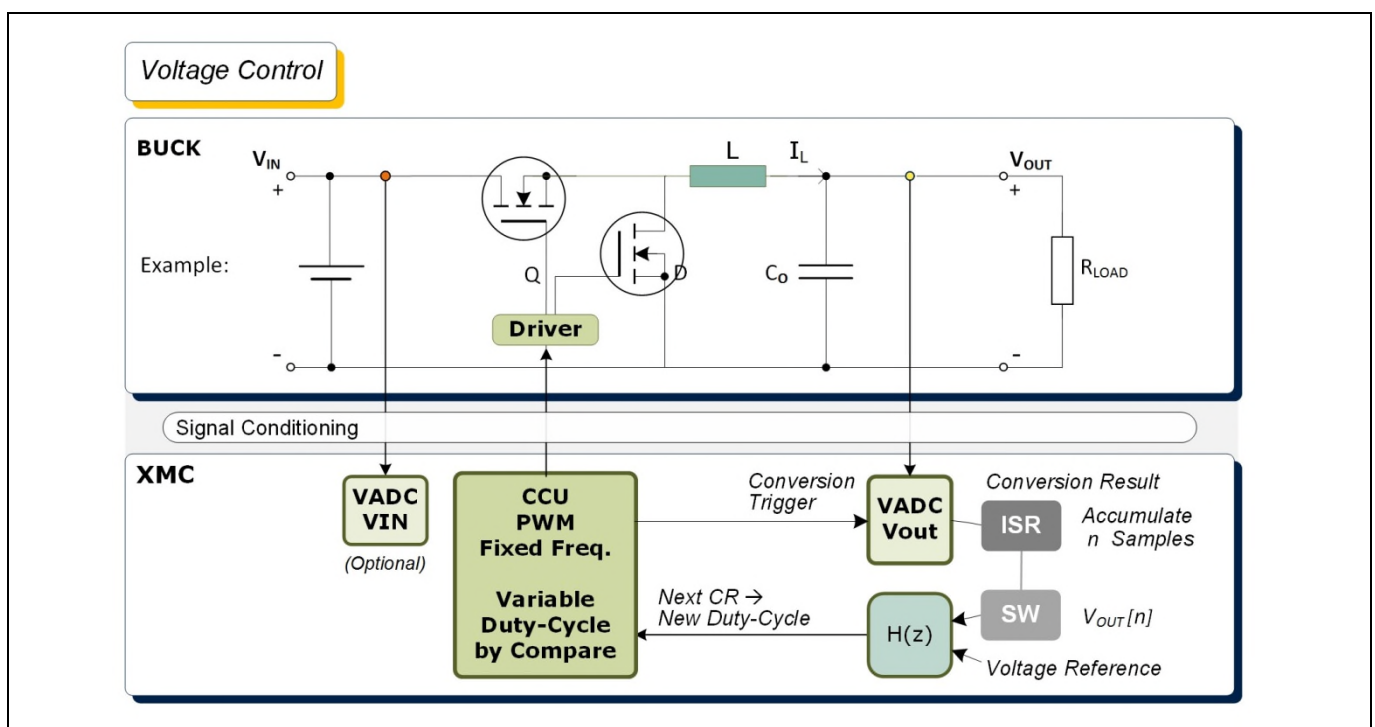 Voltage Control
BUCK
VIN
+
Example:
-
Q
D
Driver
L
IL
CO
VOUT
+
RLOAD
-
Signal Conditioning
XMC
VADC
VIN
(Optional)
CCU
PWM
Fixed Freq.
Variable
Duty-Cycle
by Compare
Conversion
Trigger
VADC
Vout
Conversion Result
ISR
Accumulate
n Samples
Next CR →
New Duty-Cycle
H(z)
SW
VOUT[n]
Voltage Reference